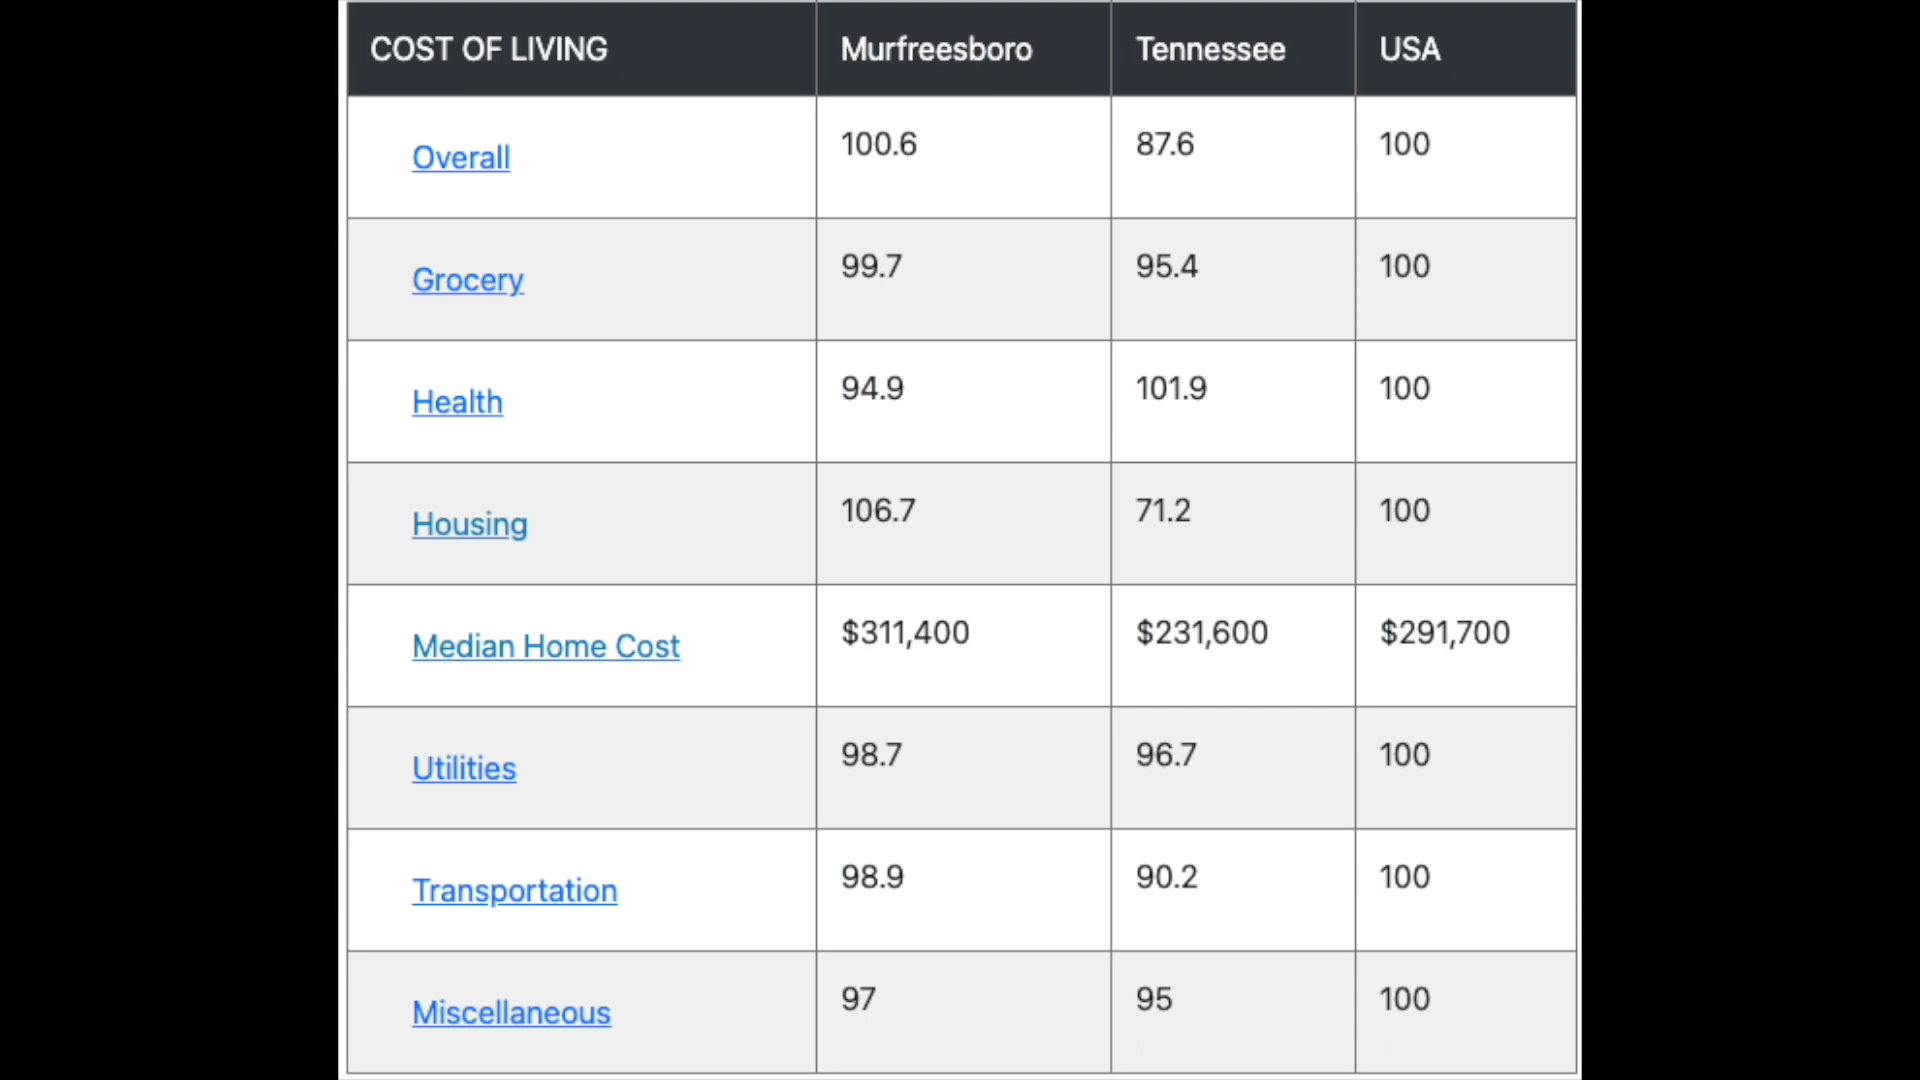 COST OF LIVING Murfreesboro Tennessee USA
Overall 100.6 87.6 100
Grocery 99.7 95.4 100
Health 94.9 101.9 100
Housing 106.7 71.2 100
Median Home Cost $311,400 $231,600 $291,700
Utilities 98.7 96.7 100
Transportation 98.9 90.2 100
Miscellaneous 97 95 100